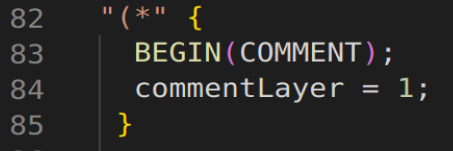 82 "(*" {
83 BEGIN(COMMENT);
84 commentLayer = 1;
85 }